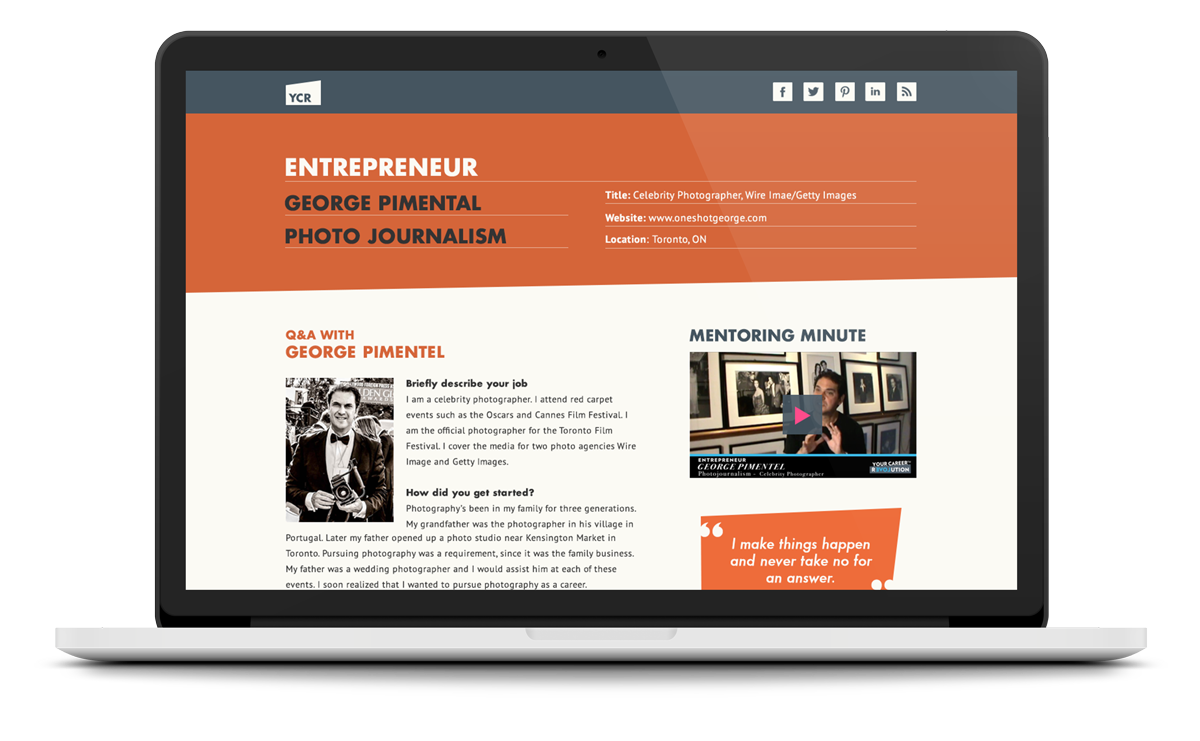 YCR
ENTREPRENEUR
GEORGE PIMENTAL
PHOTO JOURNALISM
Title: Celebrity Photographer, Wire Imae/Getty Images
Website: www.oneshotgeorge.com
Location: Toronto, ON
Q&A WITH
GEORGE PIMENTEL
Briefly describe your job
I am a celebrity photographer. I attend red carpet
events such as the Oscars and Cannes Film Festival. I
am the official photographer for the Toronto Film
Festival. I cover the media for two photo agencies Wire
Image and Getty Images.
How did you get started?
Photography's been in my family for three generations.
My grandfather was the photographer in his village in
Portugal. Later my father opened up a photo studio near Kensington Market in
Toronto. Pursuing photography was a requirement, since it was the family business.
My father was a wedding photographer and I would assist him at each of these
events. I soon realized that I wanted to pursue photography as a career.
MENTORING MINUTE
ENTREPRENEUR
GEORGE PIMENTEL
Photojournalism - Celebrity Photographer
YOUR CAREER
REVOLUTION
“
I make things happen
and never take no for
an answer.